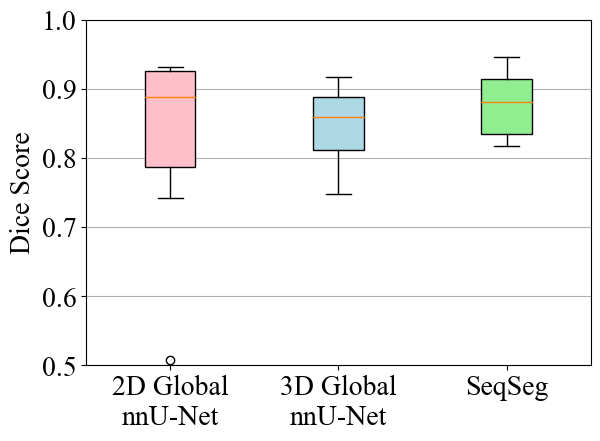 1.0
0.9
0.8
0.7
0.6
0.5
Dice Score
2D Global
nnU-Net
3D Global
nnU-Net
SeqSeg